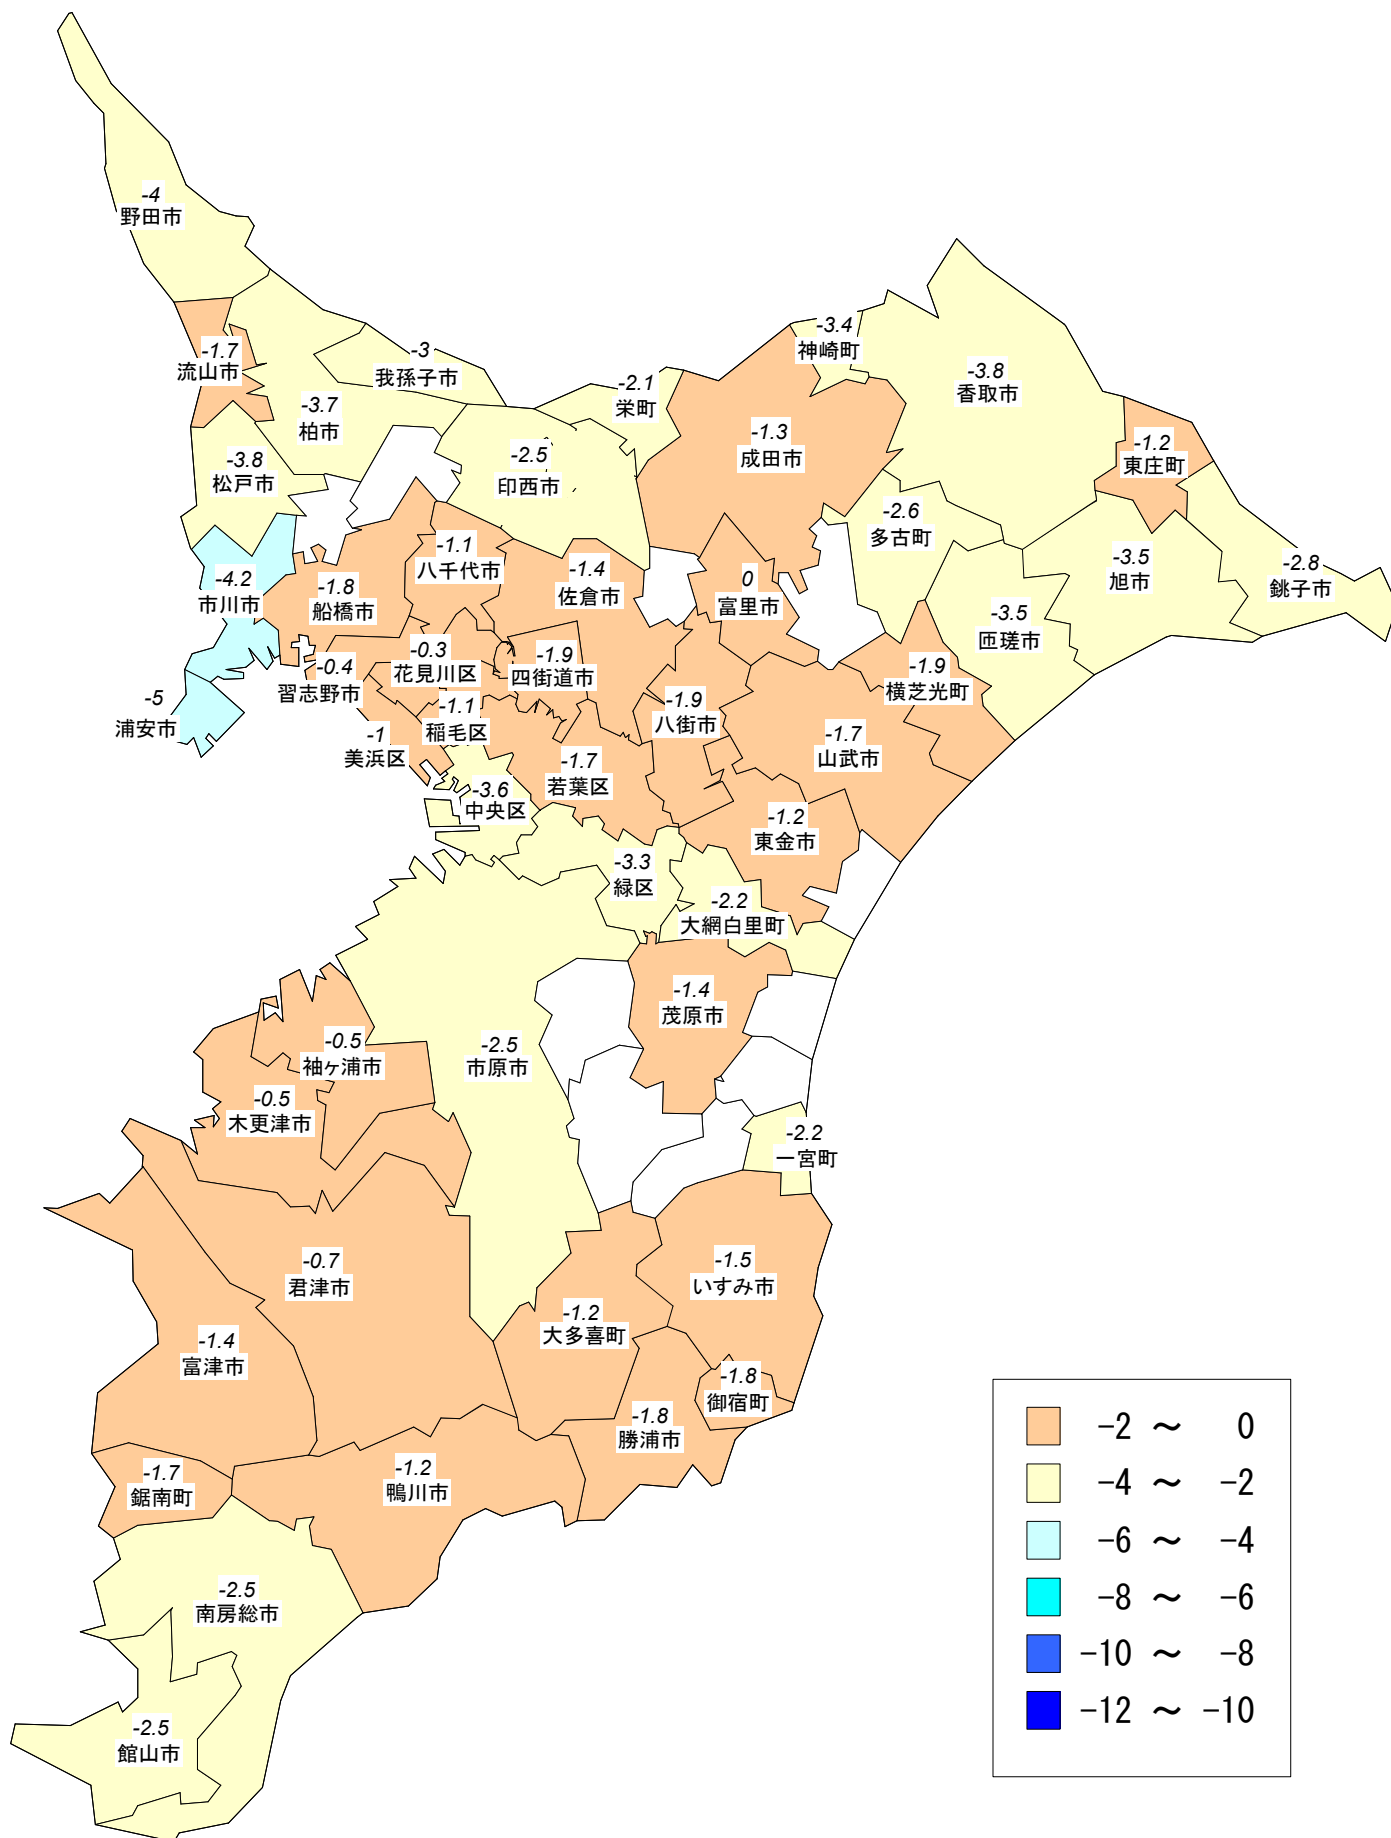 -4
野田市
-1.7
流山市
-3
我孫子市
-3.7
柏市
-3.8
松戸市
-2.1
栄町
-2.5
印西市
-3.4
神崎町
-1.3
成田市
-3.8
香取市
-1.2
東庄町
-2.6
多古町
-3.5
旭市
-2.8
銚子市
-3.5
匝瑳市
-4.2
市川市
-1.8
船橋市
-1.1
八千代市
-1.4
佐倉市
0
富里市
-5
浦安市
-0.4
習志野市
-0.3
花見川区
-1.9
四街道市
-1.9
八街市
-1.9
横芝光町
-1
美浜区
-1.1
稲毛区
-1.7
若葉区
-1.7
山武市
-3.6
中央区
-1.2
東金市
-3.3
緑区
-2.2
大網白里町
-1.4
茂原市
-0.5
袖ヶ浦市
-2.5
市原市
-0.5
木更津市
-2.2
一宮町
-0.7
君津市
-1.5
いすみ市
-1.4
富津市
-1.2
大多喜町
-1.8
御宿町
-1.8
勝浦市
-1.7
鋸南町
-1.2
鴨川市
-2.5
南房総市
-2.5
館山市
-2 ～ 0
-4 ～ -2
-6 ～ -4
-8 ～ -6
-10 ～ -8
-12 ～ -10